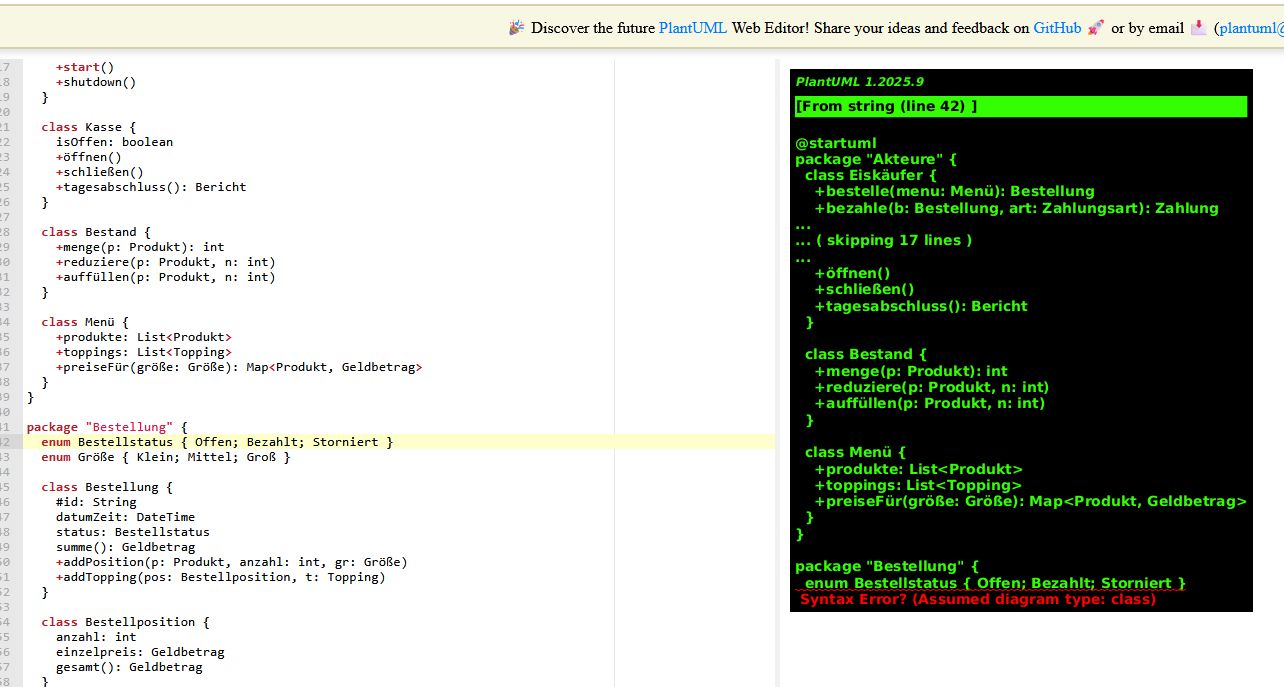 🎉 Discover the future PlantUML Web Editor! Share your ideas and feedback on GitHub 🚀 or by email 📩 (plantuml@
17 +start()
18 +shutdown()
19 }
20
21 class Kasse {
22 isOffen: boolean
23 +öffnen()
24 +schließen()
25 +tagesabschluss(): Bericht
26 }
27
28 class Bestand {
29 +menge(p: Produkt): int
30 +reduziere(p: Produkt, n: int)
31 +auffüllen(p: Produkt, n: int)
32 }
33
34 class Menü {
35 +produkte: List<Produkt>
36 +toppings: List<Topping>
37 +preiseFür(größe: Größe): Map<Produkt, Geldbetrag>
38 }
39 }
40
41 package "Bestellung" {
42 enum Bestellstatus { Offen; Bezahlt; Storniert }
43 enum Größe { Klein; Mittel; Groß }
44
45 class Bestellung {
46 #id: String
47 datumZeit: DateTime
48 status: Bestellstatus
49 summe(): Geldbetrag
50 +addPosition(p: Produkt, anzahl: int, gr: Größe)
51 +addTopping(pos: Bestellposition, t: Topping)
52 }
53
54 class Bestellposition {
55 anzahl: int
56 einzelpreis: Geldbetrag
57 gesamt(): Geldbetrag
58 }
PlantUML 1.2025.9
[From string (line 42) ]
@startuml
package "Akteure" {
class Eiskäufer {
+bestelle(menu: Menü): Bestellung
+bezahle(b: Bestellung, art: Zahlungsart): Zahlung
...
... ( skipping 17 lines )
...
+öffnen()
+schließen()
+tagesabschluss(): Bericht
}
class Bestand {
+menge(p: Produkt): int
+reduziere(p: Produkt, n: int)
+auffüllen(p: Produkt, n: int)
}
class Menü {
+produkte: List<Produkt>
+toppings: List<Topping>
+preiseFür(größe: Größe): Map<Produkt, Geldbetrag>
}
}
package "Bestellung" {
enum Bestellstatus { Offen; Bezahlt; Storniert }
Syntax Error? (Assumed diagram type: class)